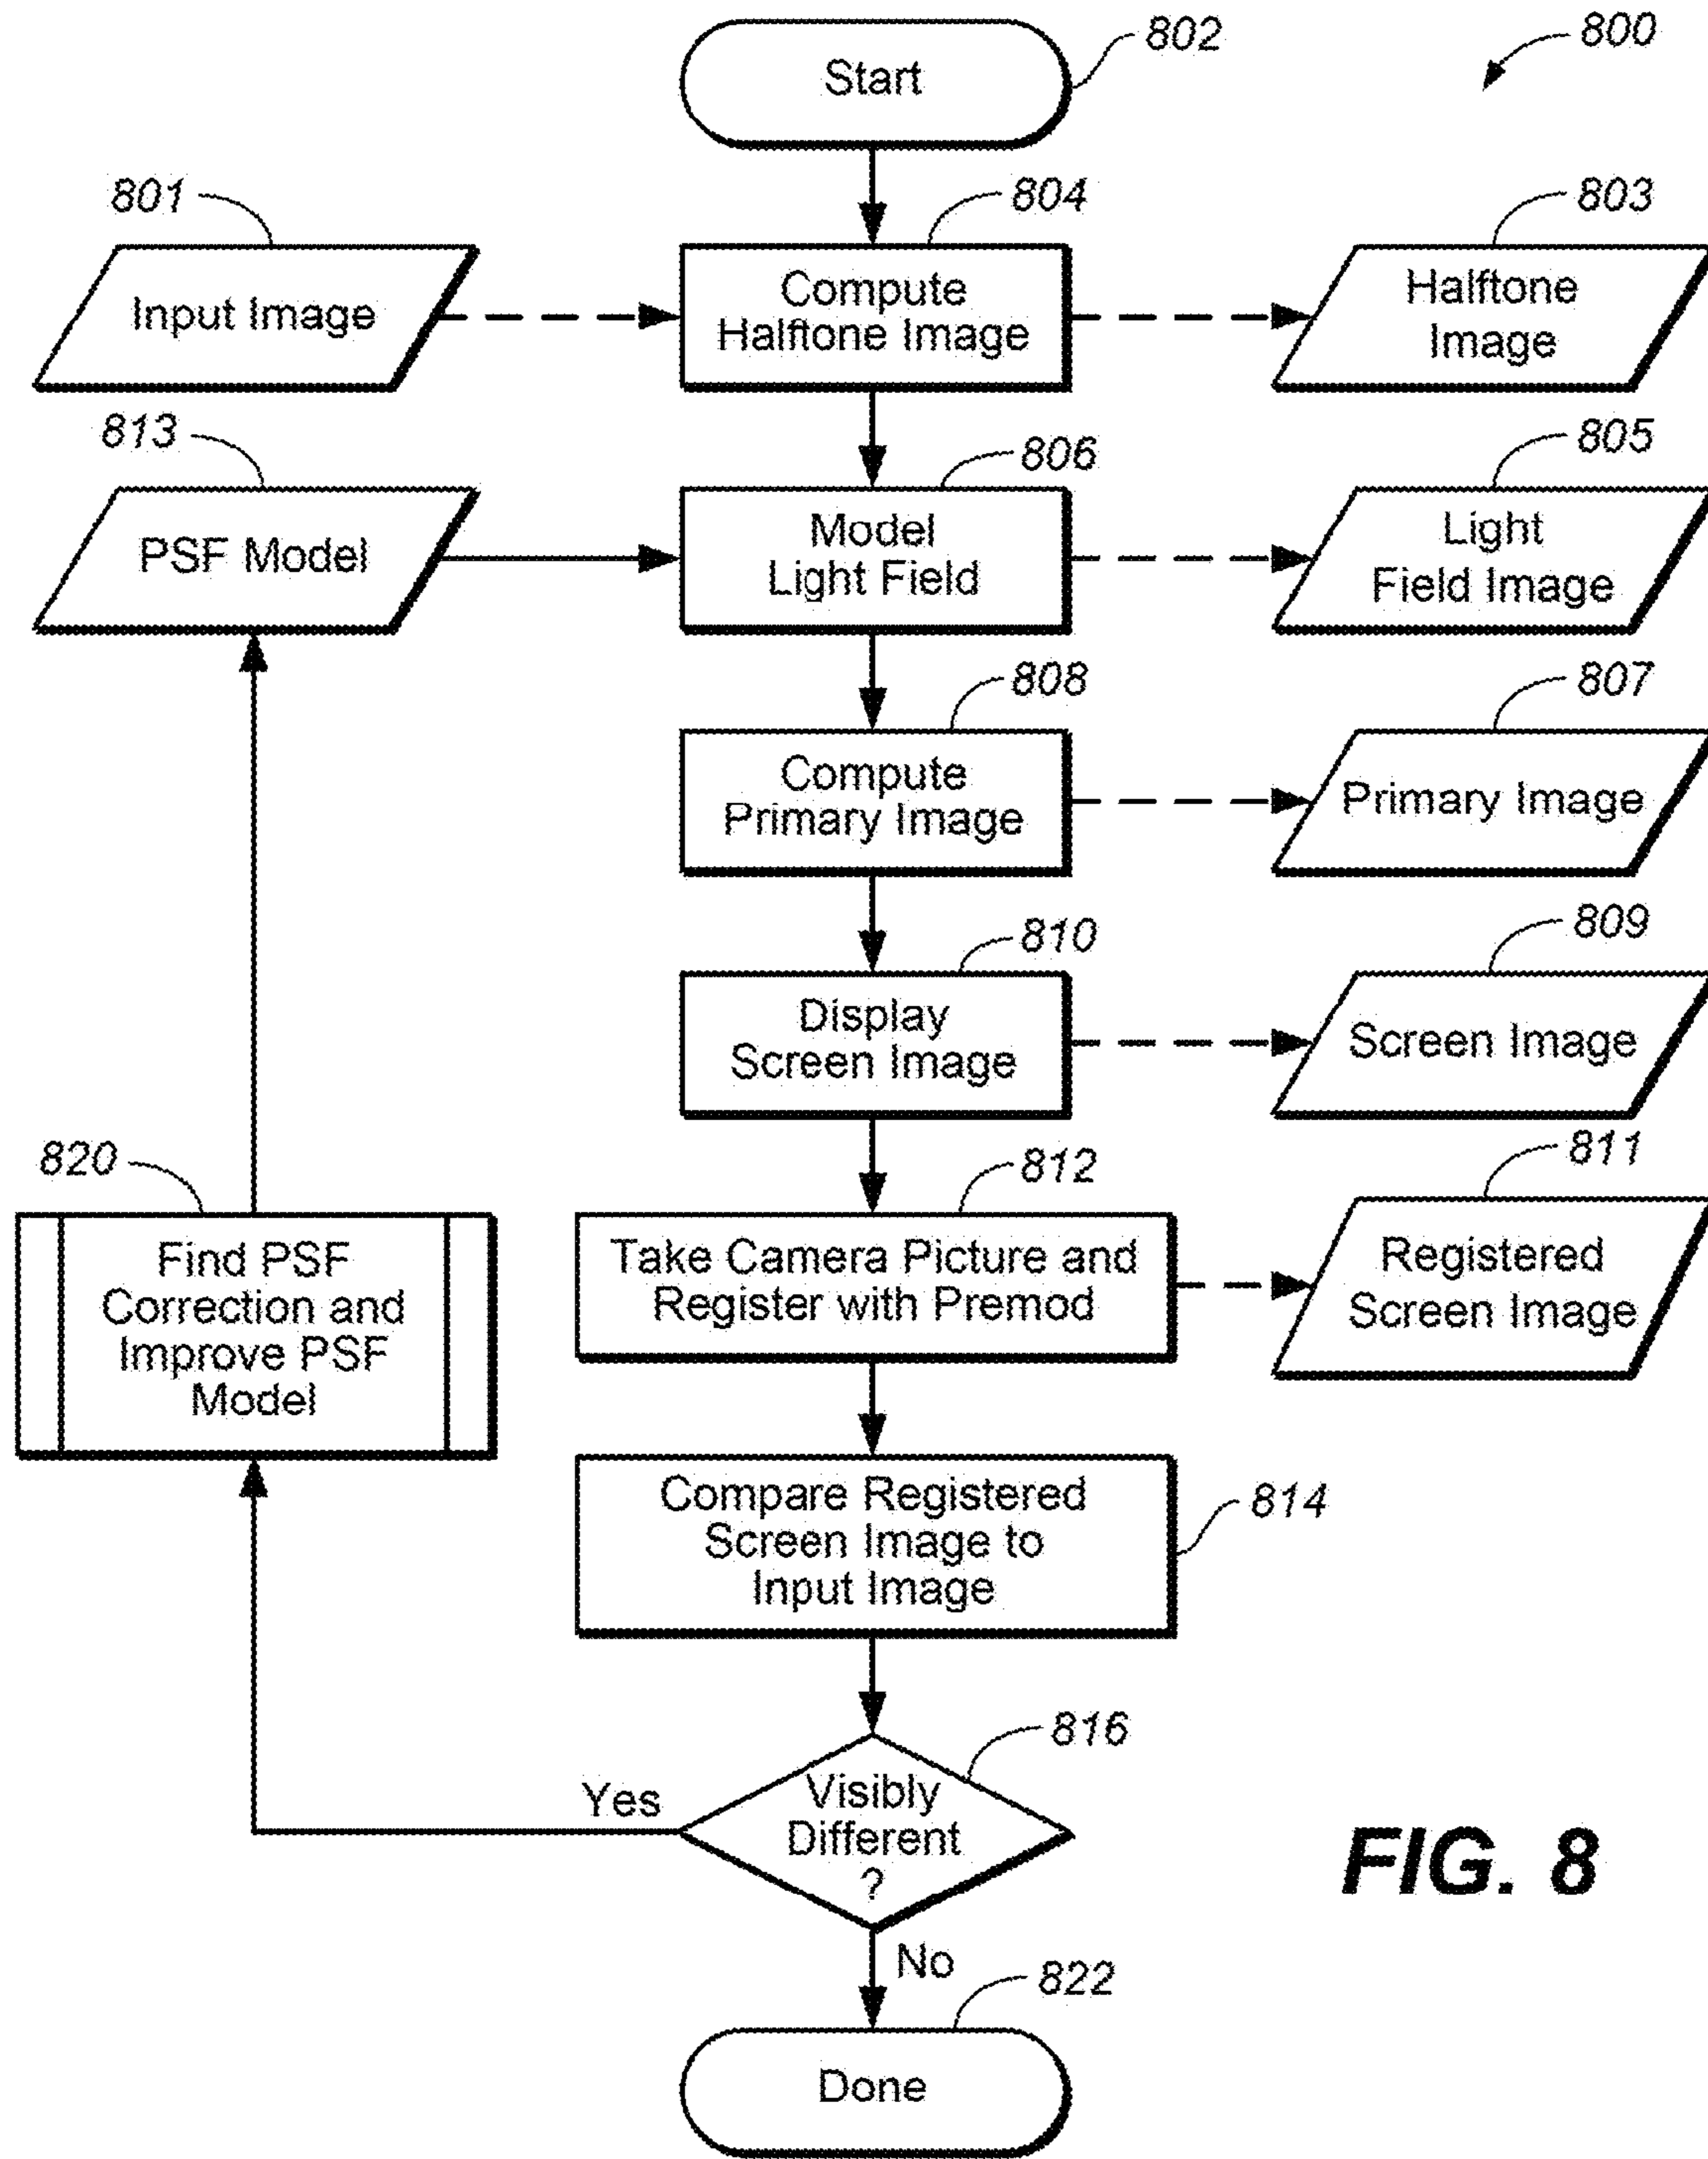 802
800
Start
801
804
803
Input Image
Compute
Halftone Image
Halftone
Image
813
806
805
PSF Model
Model
Light Field
Light
Field Image
808
807
Compute
Primary Image
Primary Image
810
809
Display
Screen Image
Screen Image
820
812
811
Find PSF
Correction and
Improve PSF
Model
Take Camera Picture and
Register with Premod
Registered
Screen Image
Compare Registered
Screen Image to
Input Image
814
816
Yes
Visibly
Different
?
FIG. 8
No
822
Done